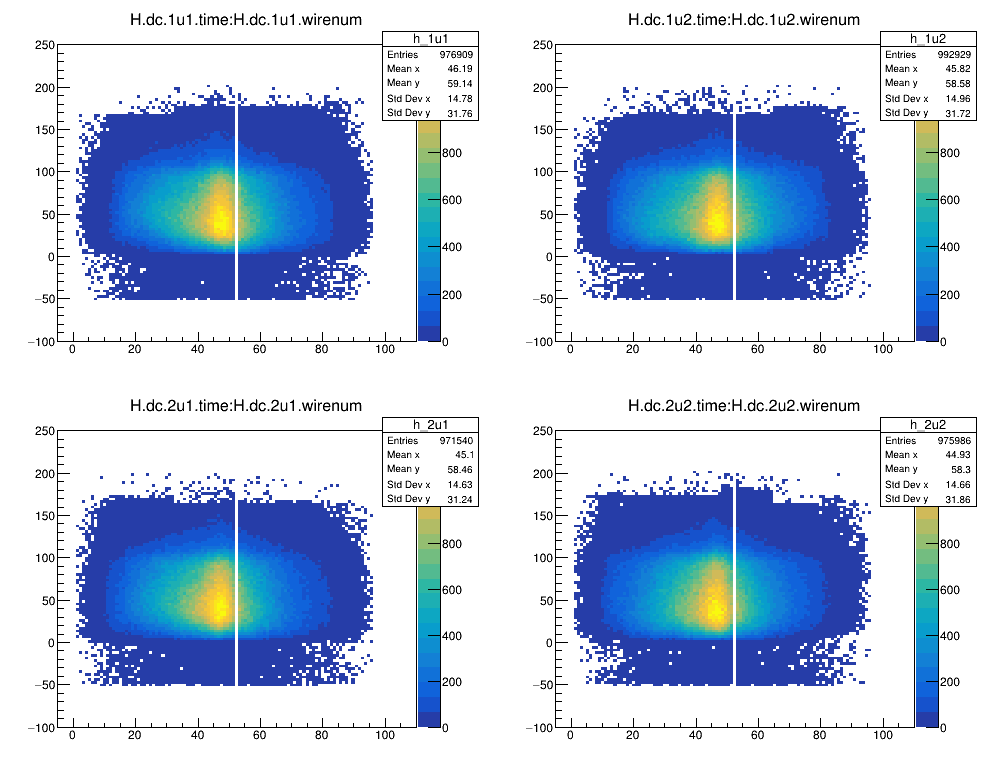 H.dc.1u1.time:H.dc.1u1.wirenum
h_1u1
Entries 976909
Mean x 46.19
Mean y 59.14
Std Dev x 14.78
Std Dev y 31.76
250
200
150
100
50
0
−50
−100
0 20 40 60 80 100
800
600
400
200
0
H.dc.1u2.time:H.dc.1u2.wirenum
h_1u2
Entries 992929
Mean x 45.82
Mean y 58.58
Std Dev x 14.96
Std Dev y 31.72
250
200
150
100
50
0
−50
−100
0 20 40 60 80 100
800
600
400
200
0
H.dc.2u1.time:H.dc.2u1.wirenum
h_2u1
Entries 971540
Mean x 45.1
Mean y 58.46
Std Dev x 14.63
Std Dev y 31.24
250
200
150
100
50
0
−50
−100
0 20 40 60 80 100
800
600
400
200
0
H.dc.2u2.time:H.dc.2u2.wirenum
h_2u2
Entries 975986
Mean x 44.93
Mean y 58.3
Std Dev x 14.66
Std Dev y 31.86
250
200
150
100
50
0
−50
−100
0 20 40 60 80 100
800
600
400
200
0